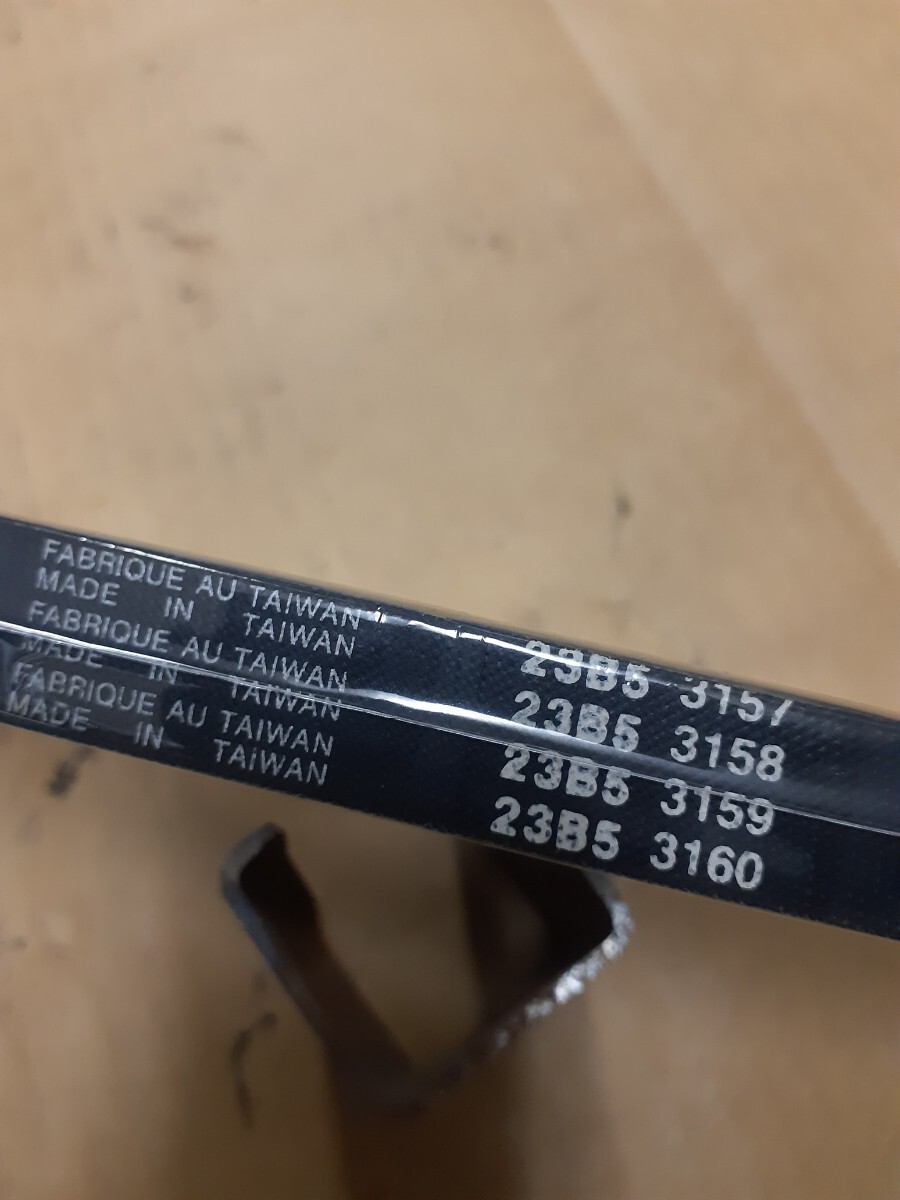 FABRIQUE AU TAIWAN
MADE IN TAIWAN 23B5 3157
FABRIQUE AU TAIWAN
MADE IN TAIWAN 23B5 3158
FABRIQUE AU TAIWAN 23B5 3159
MADE IN TAIWAN 23B5 3160